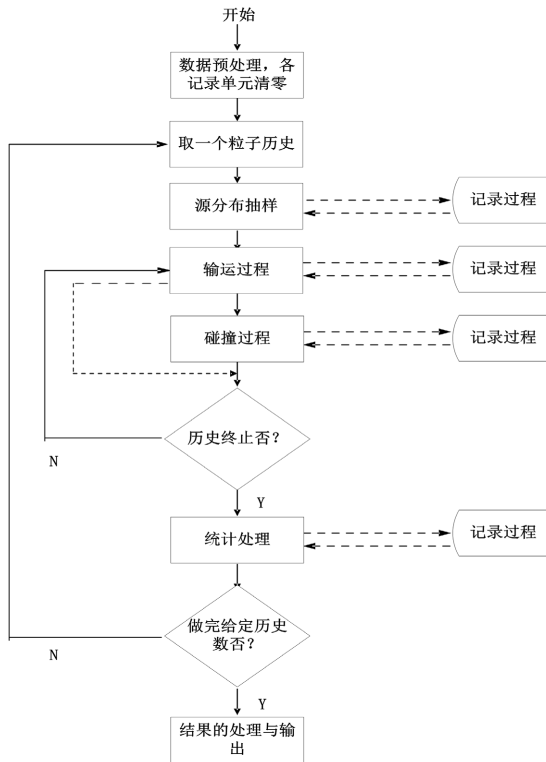 开始
数据预处理，各
记录单元清零
取一个粒子历史
源分布抽样
记录过程
输运过程
记录过程
碰撞过程
记录过程
历史终止否？
N
Y
统计处理
记录过程
做完给定历史
数否？
N
Y
结果的处理与输
出